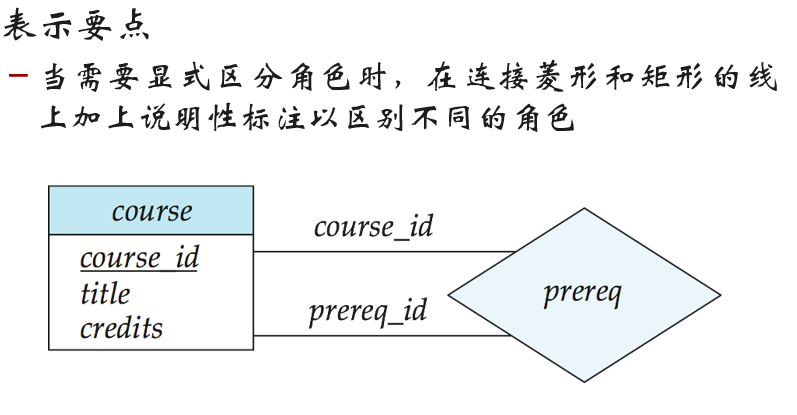 表示要点
– 当需要显式区分角色时，在连接菱形和矩形的线
上加上说明性标注以区别不同的角色
course
course_id
title
credits
course_id
prereq_id
prereq